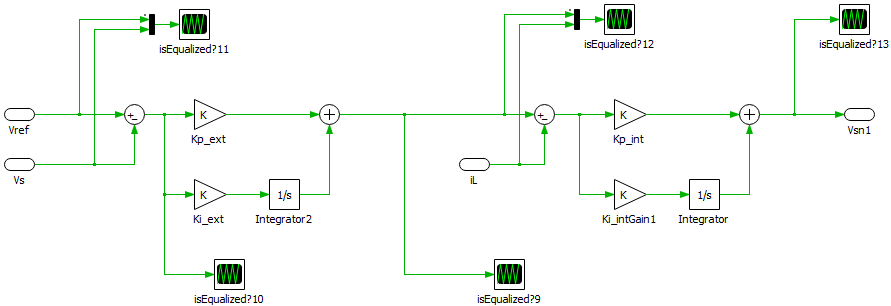 isEqualized?11
isEqualized?12
isEqualized?13
Vref
+
-
K
Kp_ext
+
+
-
K
Kp_int
+
Vsn1
Vs
iL
K
Ki_ext
1/s
Integrator2
K
Ki_intGain1
1/s
Integrator
isEqualized?10
isEqualized?9